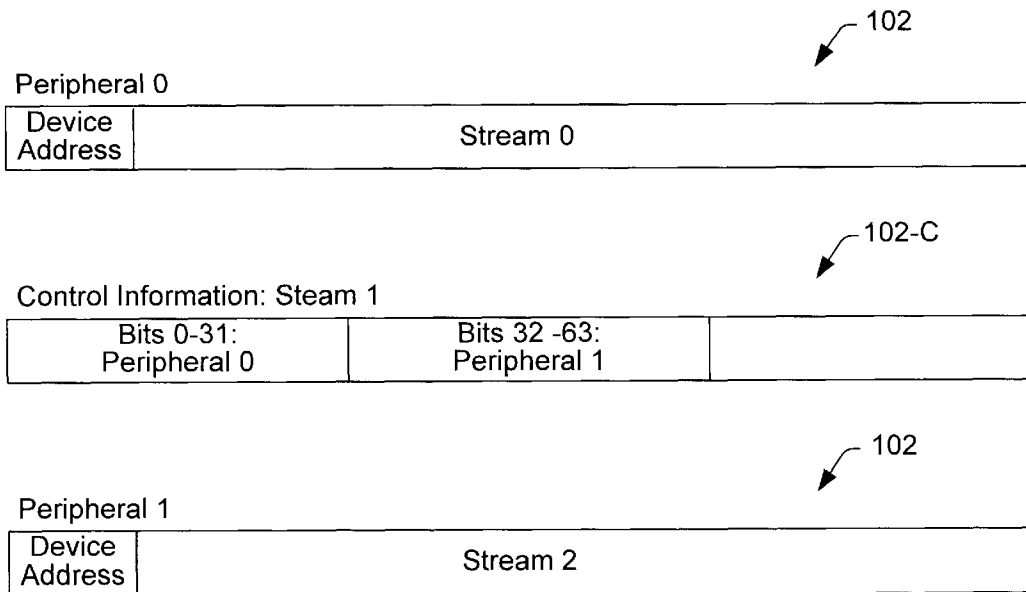 102
Peripheral 0
Device
Address
Stream 0
102-C
Control Information: Steam 1
Bits 0-31:
Peripheral 0
Bits 32 -63:
Peripheral 1
102
Peripheral 1
Device
Address
Stream 2